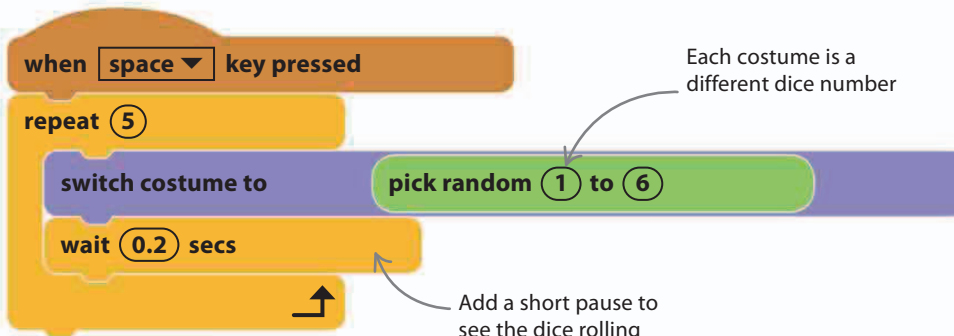 when space key pressed
Each costume is a
different dice number
repeat 5
switch costume to pick random 1 to 6
wait 0.2 secs
Add a short pause to
see the dice rolling